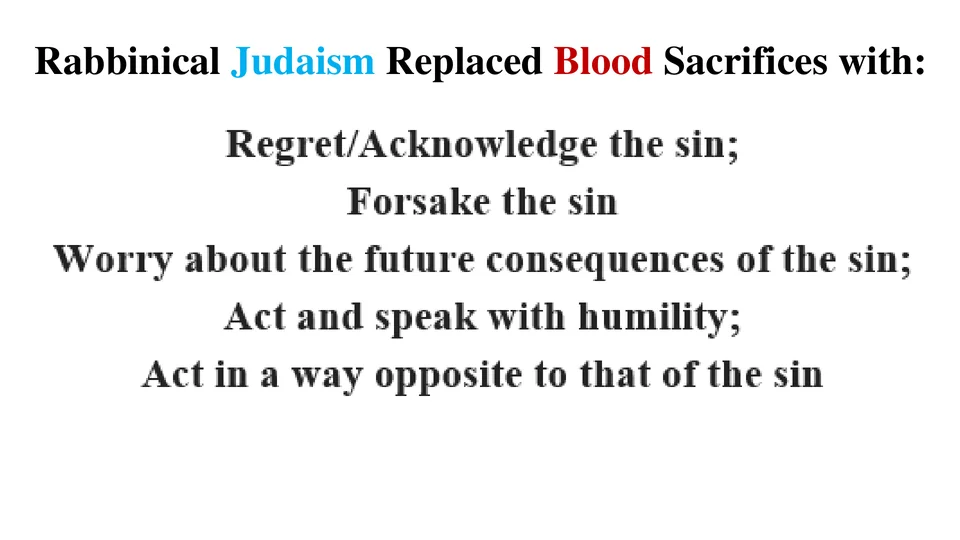 Rabbinical Judaism Replaced Blood Sacrifices with:
Regret/Acknowledge the sin;
Forsake the sin
Worry about the future consequences of the sin;
Act and speak with humility;
Act in a way opposite to that of the sin